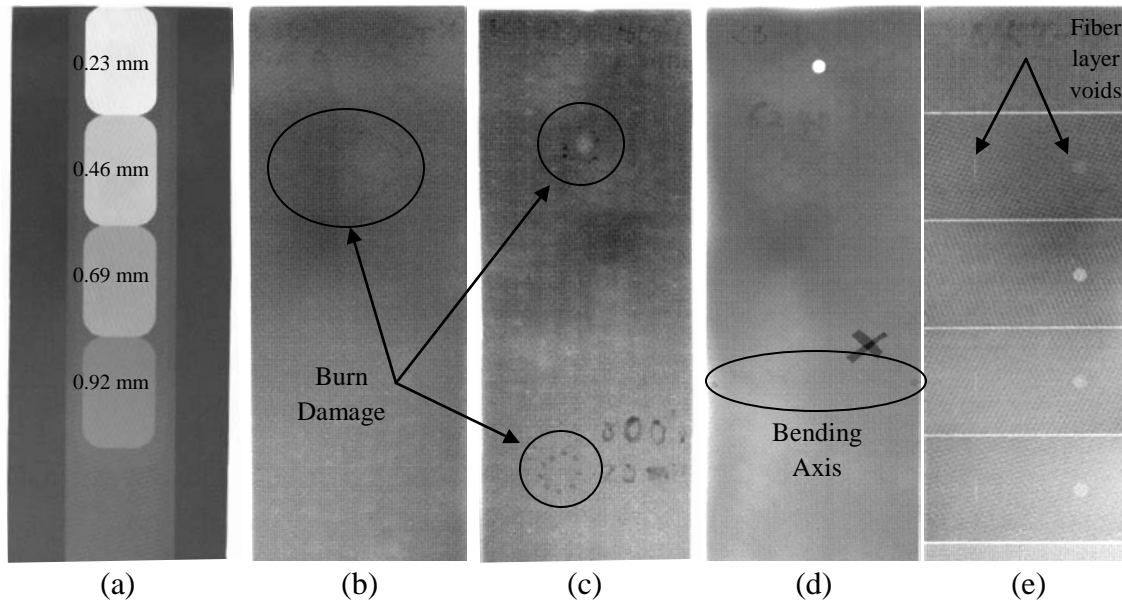 0.23 mm
0.46 mm
0.69 mm
0.92 mm
Burn
Damage
Bending
Axis
Fiber
layer
voids
(a)
(b)
(c)
(d)
(e)